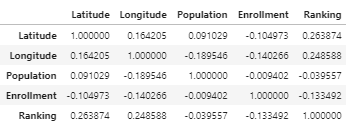 Latitude Longitude Population Enrollment Ranking
Latitude 1.000000 0.164205 0.091029 -0.104973 0.263874
Longitude 0.164205 1.000000 -0.189546 -0.140266 0.248588
Population 0.091029 -0.189546 1.000000 -0.009402 -0.039557
Enrollment -0.104973 -0.140266 -0.009402 1.000000 -0.133492
Ranking 0.263874 0.248588 -0.039557 -0.133492 1.000000